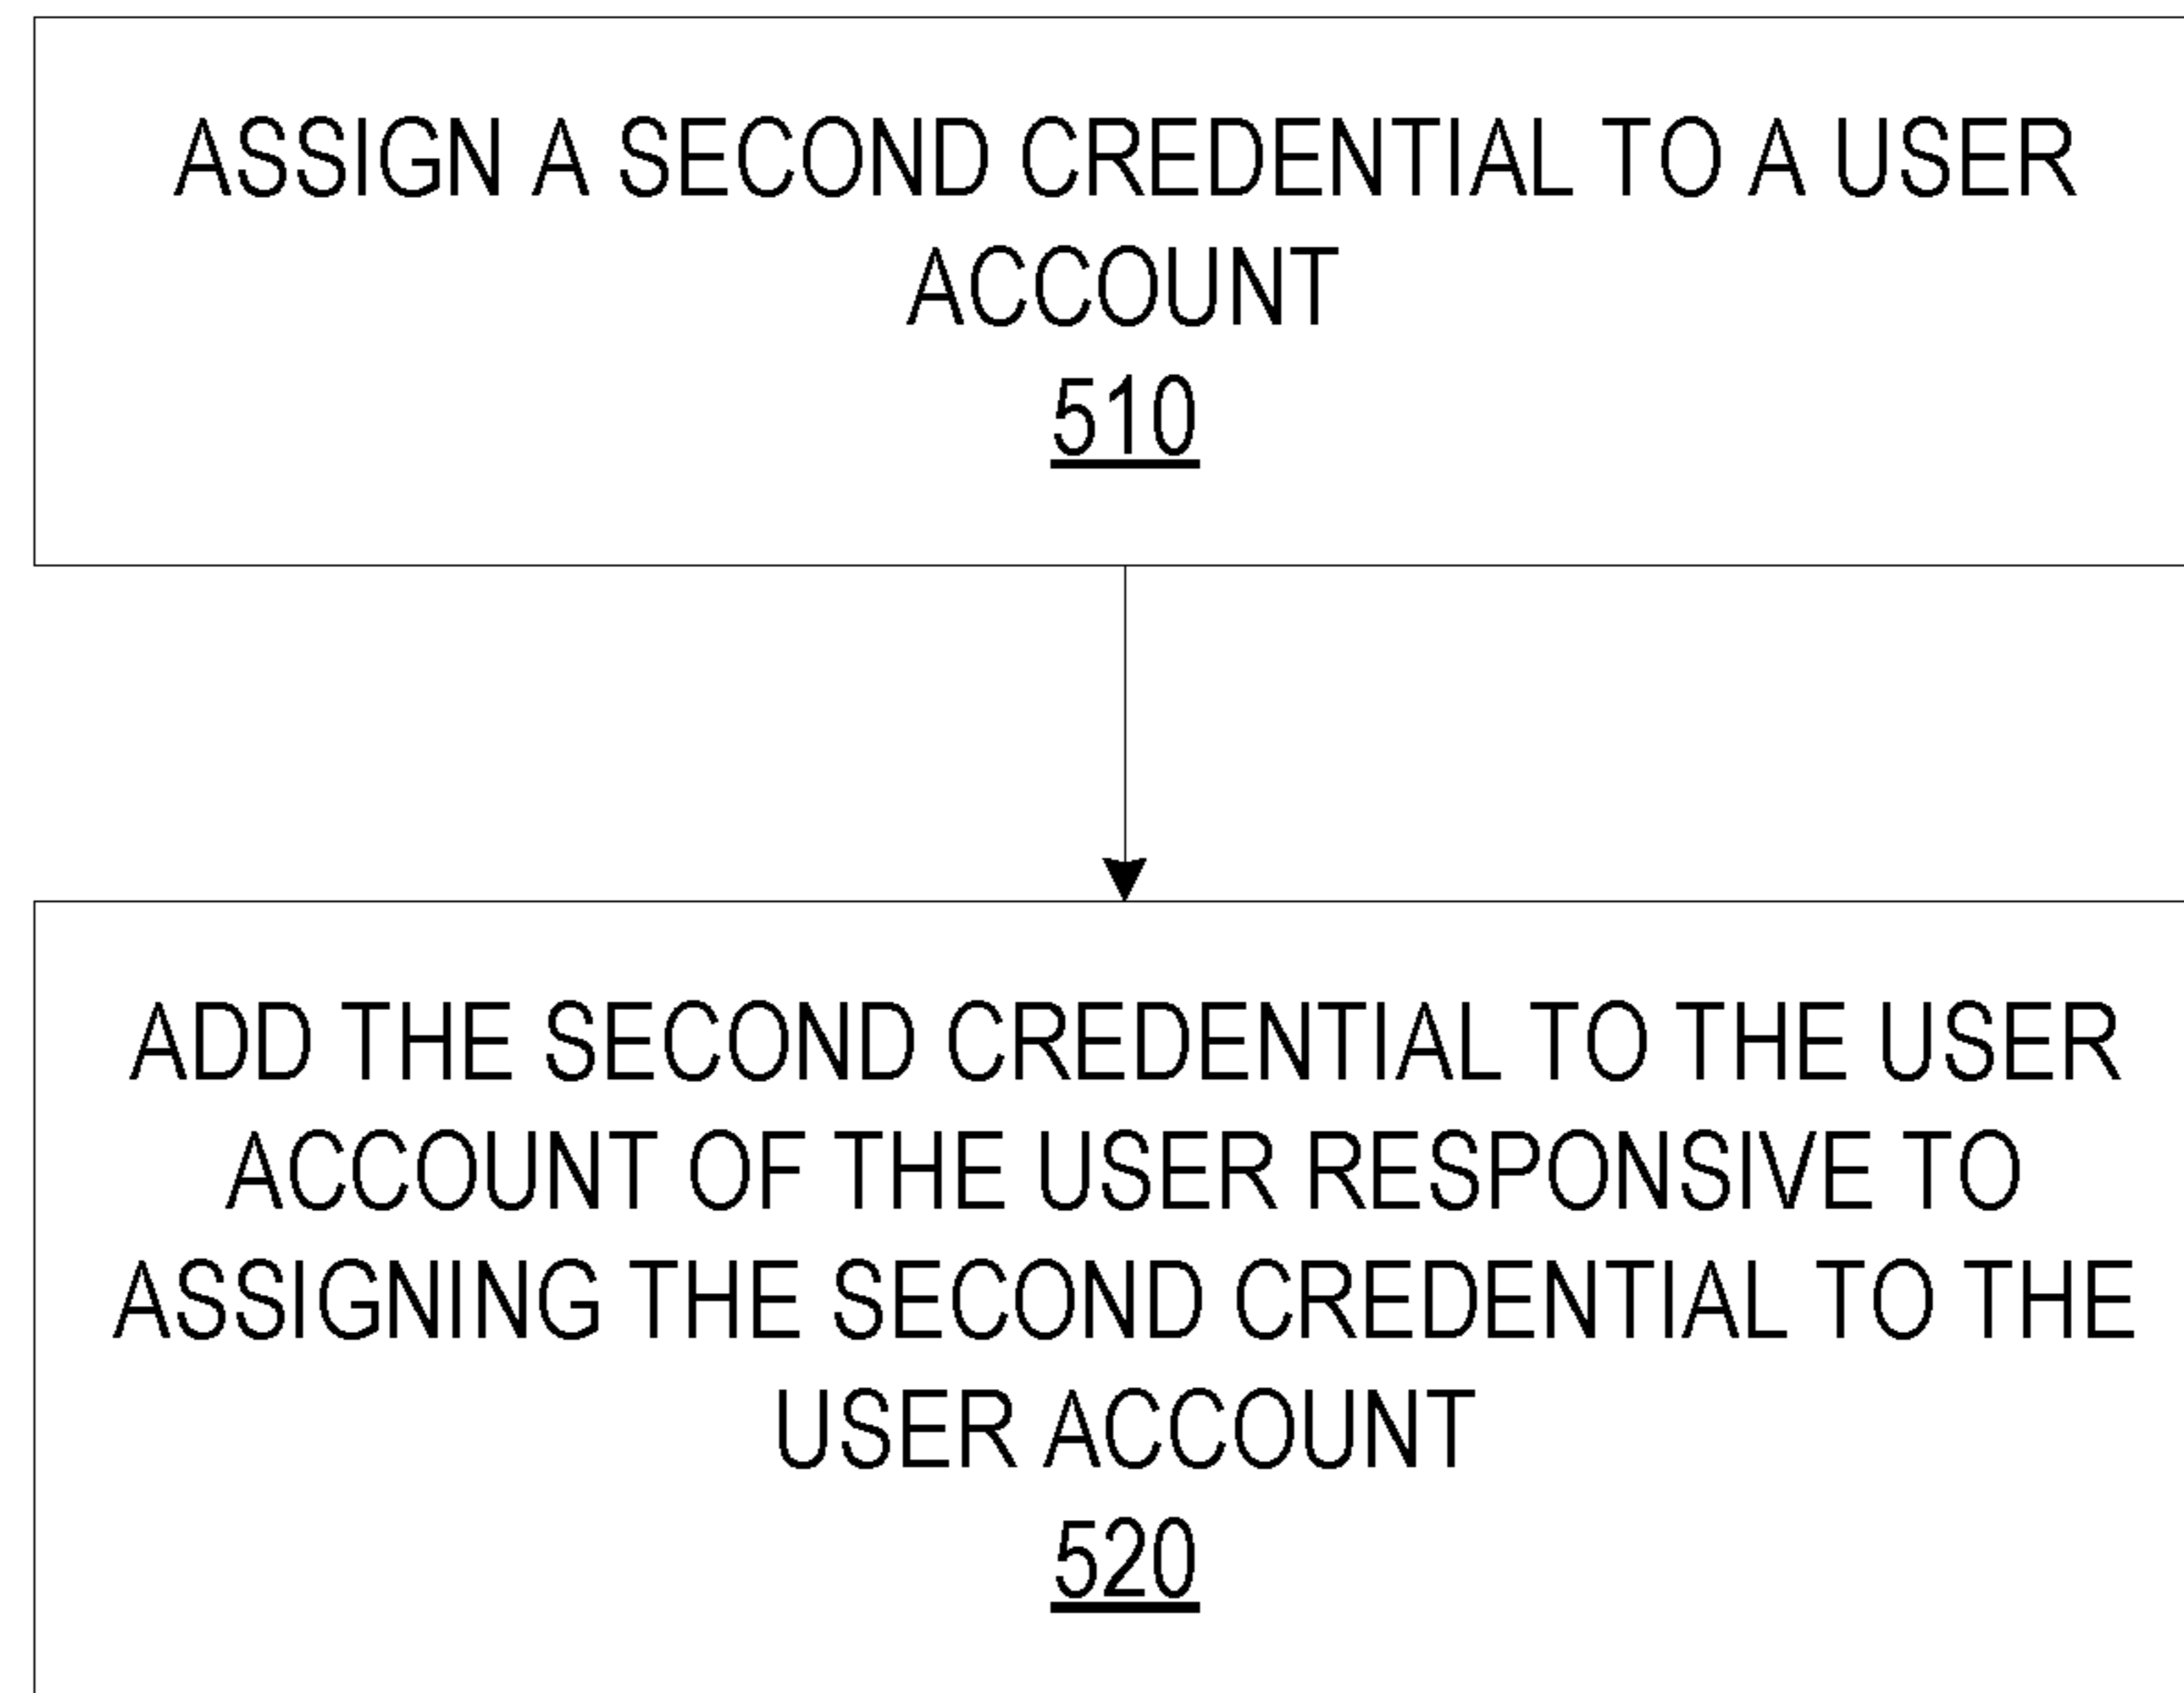 ASSIGN A SECOND CREDENTIAL TO A USER
ACCOUNT
510
ADD THE SECOND CREDENTIAL TO THE USER
ACCOUNT OF THE USER RESPONSIVE TO
ASSIGNING THE SECOND CREDENTIAL TO THE
USER ACCOUNT
520